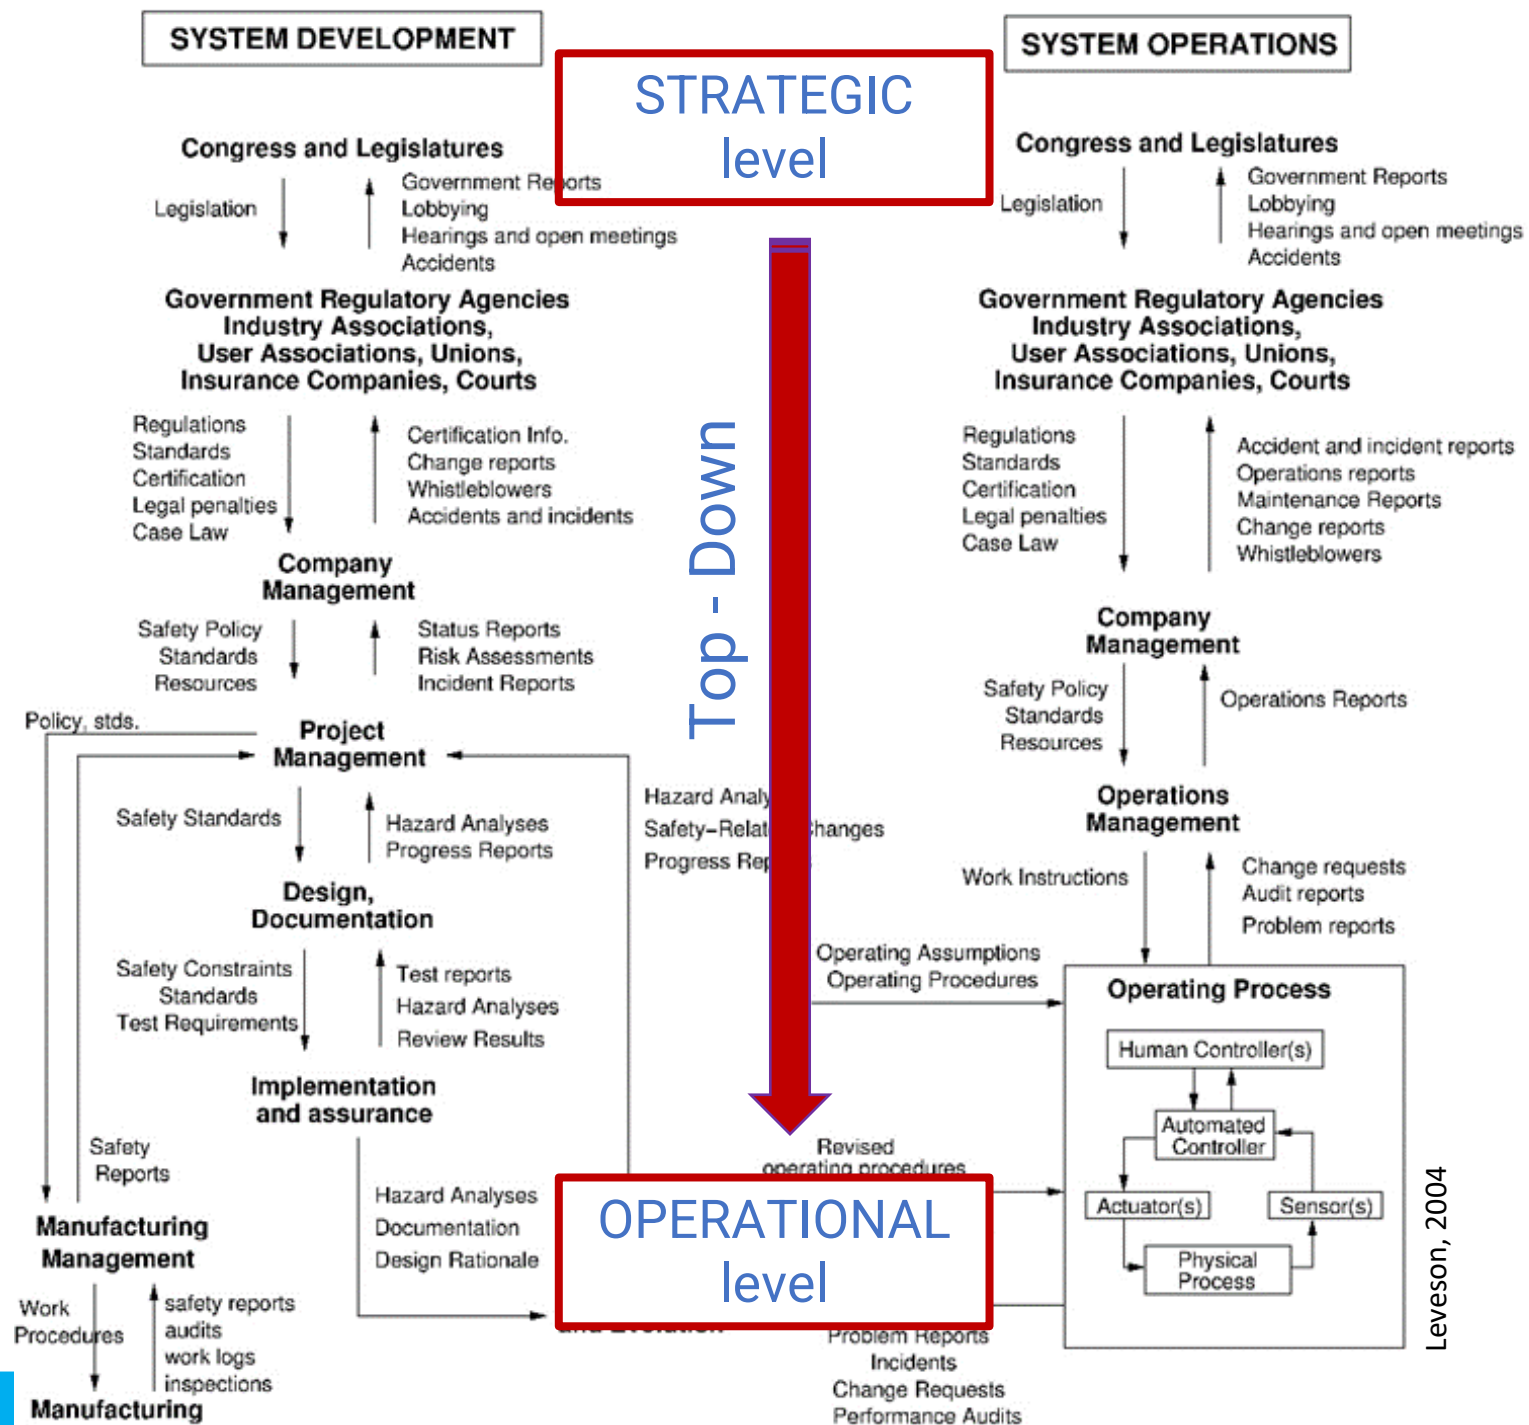 SYSTEM DEVELOPMENT
STRATEGIC
level
SYSTEM OPERATIONS
Congress and Legislatures
Legislation
Government Reports
Lobbying
Hearings and open meetings
Accidents
Government Regulatory Agencies
Industry Associations,
User Associations, Unions,
Insurance Companies, Courts
Regulations
Standards
Certification
Legal penalties
Case Law
Certification Info.
Change reports
Whistleblowers
Accidents and incidents
Company
Management
Safety Policy
Standards
Resources
Status Reports
Risk Assessments
Incident Reports
Policy, stds.
Project
Management
Safety Standards
Hazard Analyses
Progress Reports
Design,
Documentation
Safety Constraints
Standards
Test Requirements
Test reports
Hazard Analyses
Review Results
Implementation
and assurance
Safety
Reports
Hazard Analyses
Documentation
Design Rationale
Manufacturing
Management
Work
Procedures
safety reports
audits
work logs
inspections
Manufacturing
Top - Down
Hazard
Safety-Related Changes
Progress
Operating Assumptions
Operating Procedures
Revised
operating procedures
OPERATIONAL
level
and Evolution
Problem Reports
Incidents
Change Requests
Performance Audits
Congress and Legislatures
Legislation
Government Reports
Lobbying
Hearings and open meetings
Accidents
Government Regulatory Agencies
Industry Associations,
User Associations, Unions,
Insurance Companies, Courts
Regulations
Standards
Certification
Legal penalties
Case Law
Accident and incident reports
Operations reports
Maintenance Reports
Change reports
Whistleblowers
Company
Management
Safety Policy
Standards
Resources
Operations Reports
Operations
Management
Work Instructions
Change requests
Audit reports
Problem reports
Operating Process
Human Controller(s)
Automated
Controller
Actuator(s)
Sensor(s)
Physical
Process
Leveson, 2004